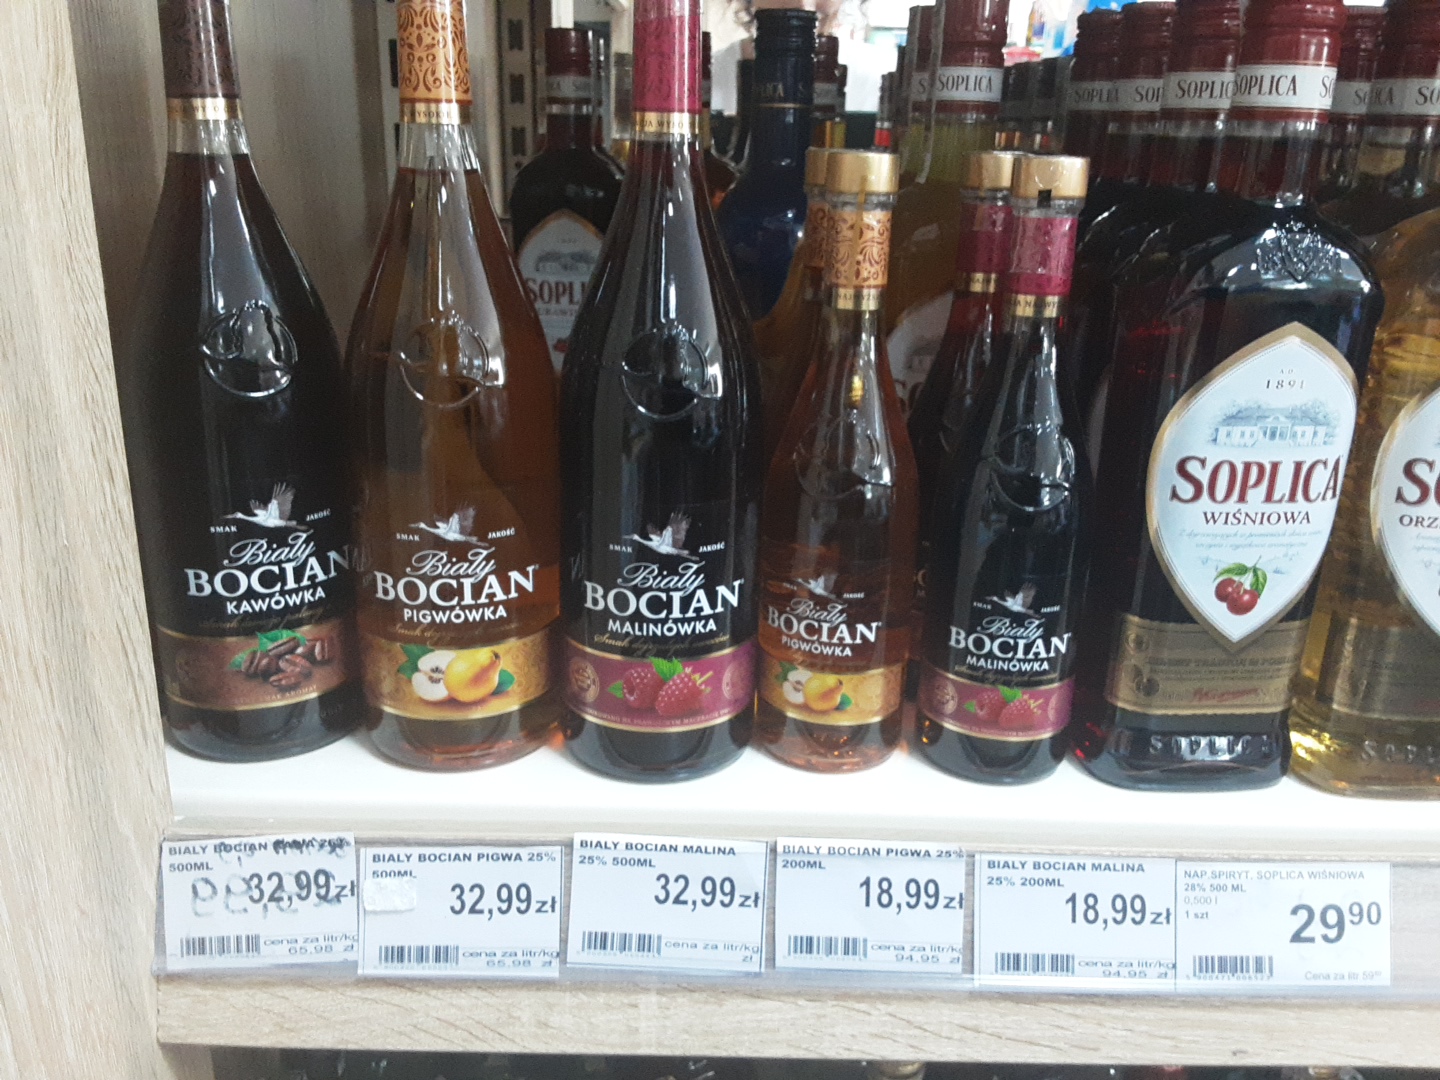 SOPLICA
SOPLICA
SOPLICA
SMAK JAKOŚĆ
Biały
BOCIAN
KAWÓWKA
SMAK JAKOŚĆ
Biały
BOCIAN
PIGWÓWKA
SMAK JAKOŚĆ
Biały
BOCIAN
MALINÓWKA
Biały
BOCIAN
PIGWÓWKA
Biały
BOCIAN
MALINÓWKA
A.D.
1891
SOPLICA
WIŚNIOWA
SOPLICA
BIALY BOCIAN
500ML
32,99zł
cena za litr/kg
65,98 zł
BIALY BOCIAN PIGWA 25%
500ML
32,99zł
cena za litr/kg
65,98 zł
BIALY BOCIAN MALINA
25% 500ML
32,99zł
cena za litr/kg
zł
BIALY BOCIAN PIGWA 25%
200ML
18,99zł
cena za litr/kg
94,95 zł
BIALY BOCIAN MALINA
25% 200ML
18,99zł
cena za litr/kg
94,95 zł
NAP.SPIRYT. SOPLICA WIŚNIOWA
28% 500 ML
0,500 l
1 szt
29 90
Cena za litr 59 80